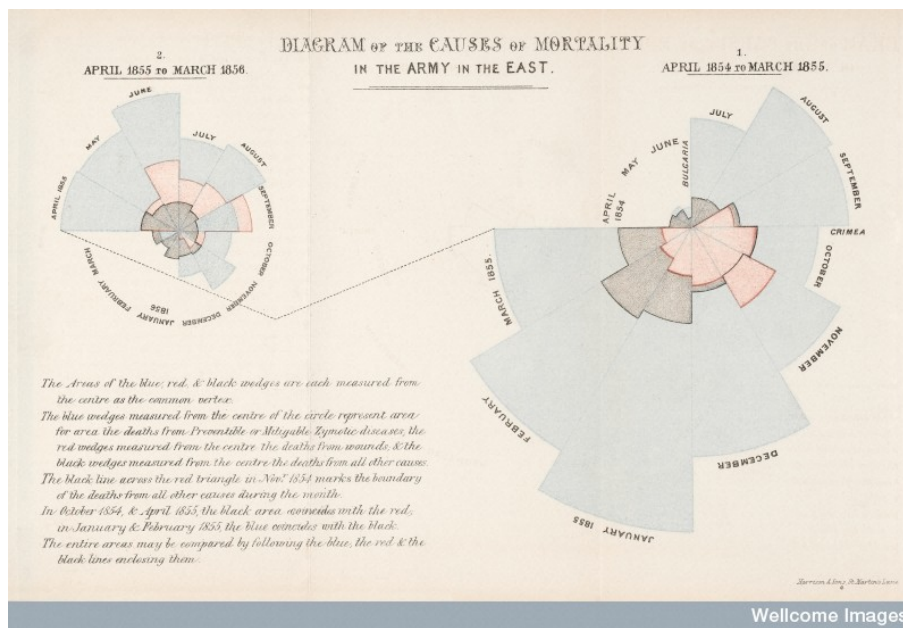 DIAGRAM OF THE CAUSES OF MORTALITY
IN THE ARMY IN THE EAST.
2.
APRIL 1855 TO MARCH 1856.
1.
APRIL 1854 TO MARCH 1855.
APRIL 1855
MAY
JUNE
JULY
AUGUST
SEPTEMBER
OCTOBER
NOVEMBER
DECEMBER
JANUARY 1856
FEBRUARY
MARCH
APRIL 1854
MAY
JUNE
BULGARIA
JULY
AUGUST
SEPTEMBER
CRIMEA
OCTOBER
NOVEMBER
DECEMBER
JANUARY 1855
FEBRUARY
MARCH 1855
The Areas of the blue, red, & black wedges are each measured from
the centre as the common vertex.
The blue wedges measured from the centre of the circle represent area
for area the deaths from Preventible or Mitigable Zymotic diseases, the
red wedges measured from the centre the deaths from wounds, & the
black wedges measured from the centre the deaths from all other causes.
The black line across the red triangle in Novr. 1854 marks the boundary
of the deaths from all other causes during the month.
In October 1854, & April 1855, the black area coincides with the red,
in January & February 1855, the blue coincides with the black.
The entire areas may be compared by following the blue, the red & the
black lines enclosing them.
Harrison & Sons, St. Martin's Lane
Wellcome Images